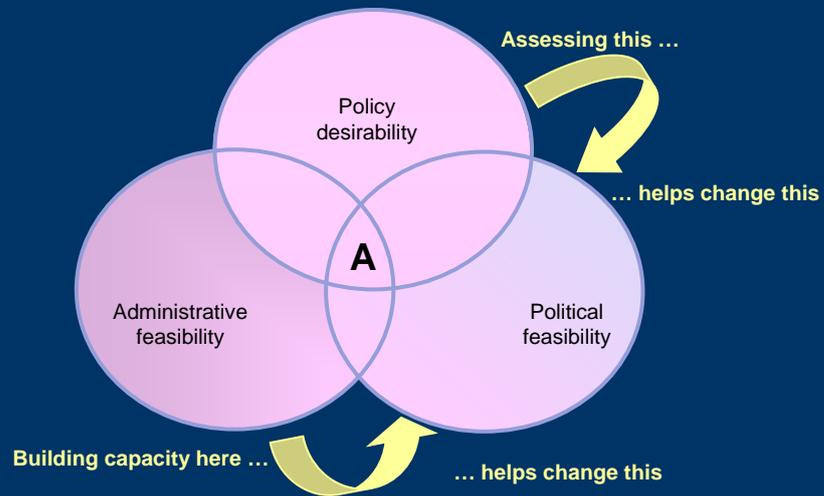 Assessing this …
Policy
desirability
… helps change this
A
Administrative
feasibility
Political
feasibility
Building capacity here …
… helps change this